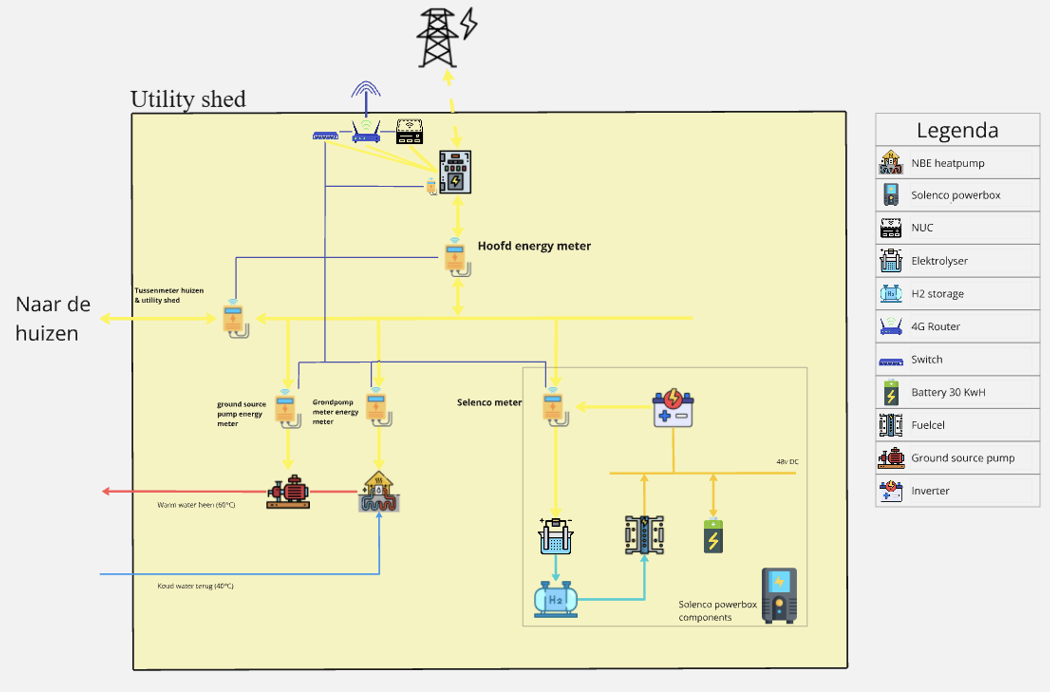 Utility shed
Hoofd energy meter
Tussenmeter huizen
& utility shed
Naar de
huizen
ground source
pump energy
meter
Grondpomp
meter energy
meter
Selenco meter
48v DC
Warm water heen (60°C)
Koud water terug (40°C)
H2
Solenco powerbox
components
Legenda
NBE heatpump
Solenco powerbox
NUC
Elektrolyser
H2 storage
4G Router
Switch
Battery 30 KwH
Fuelcel
Ground source pump
Inverter